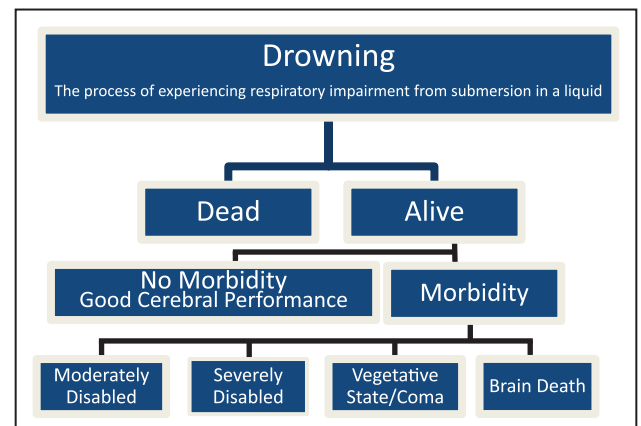 Drowning
The process of experiencing respiratory impairment from submersion in a liquid
Dead
Alive
No Morbidity
Good Cerebral Performance
Morbidity
Moderately
Disabled
Severely
Disabled
Vegetative
State/Coma
Brain Death